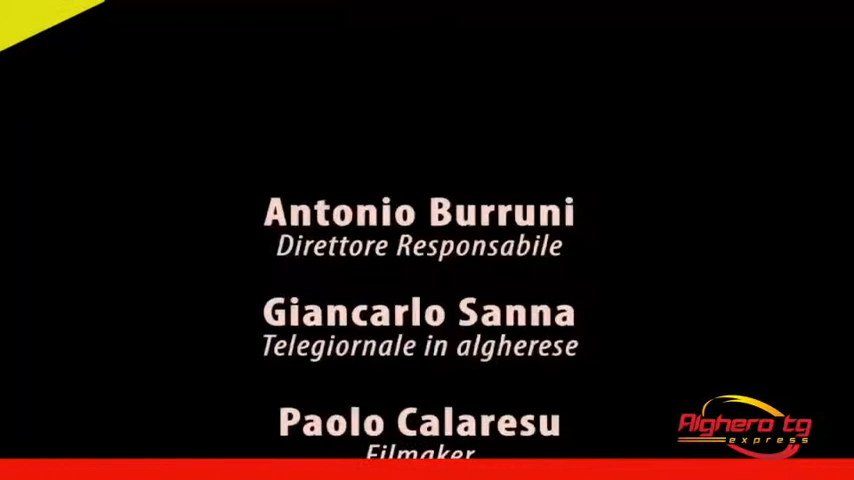 Antonio Burruni
Direttore Responsabile
Giancarlo Sanna
Telegiornale in algherese
Paolo Calaresu
Filmaker
Alghero tg
express